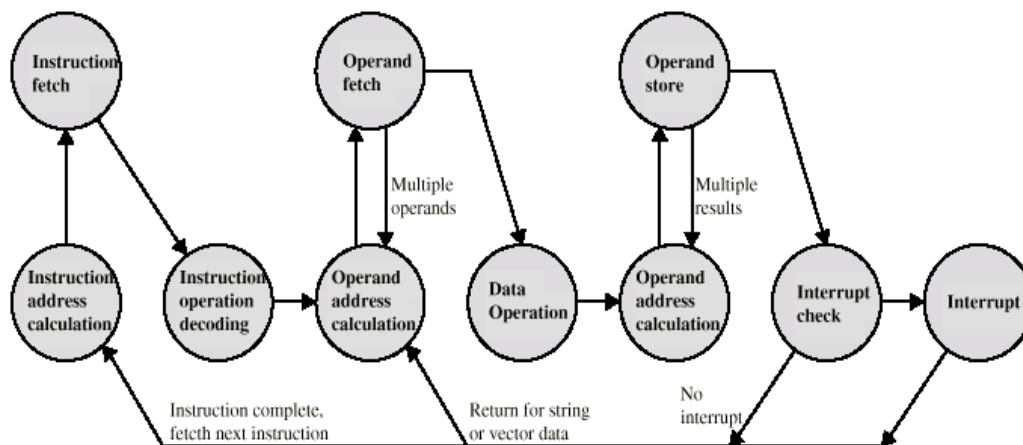 Instruction
fetch
Operand
fetch
Operand
store
Multiple
operands
Multiple
results
Instruction
address
calculation
Instruction
operation
decoding
Operand
address
calculation
Data
Operation
Operand
address
calculation
Interrupt
check
Interrupt
Instruction complete,
fetcth next instruction
Return for string
or vector data
No
interrupt